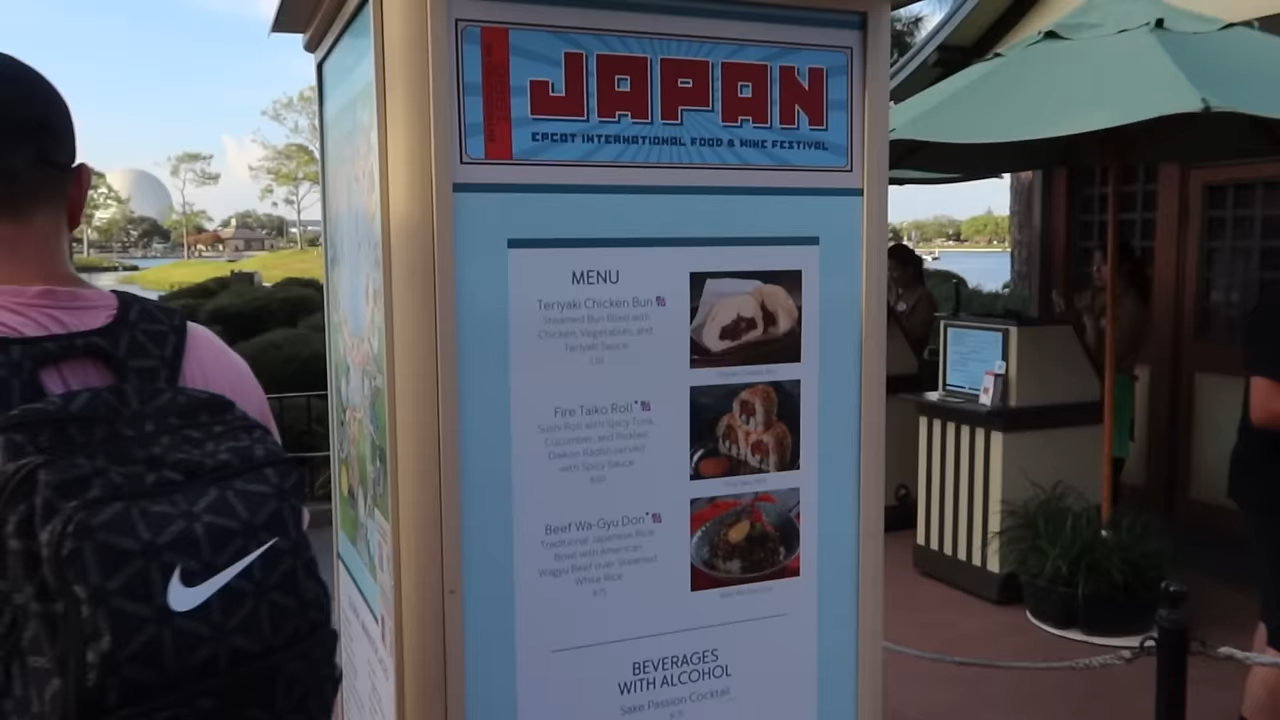 JAPAN
EPCOT INTERNATIONAL FOOD & WINE FESTIVAL
MENU
Teriyaki Chicken Bun
Steamed Bun filled with
Chicken, Vegetables, and
Teriyaki Sauce
Fire Taiko Roll*
Sushi Roll with Spicy Tuna,
Cucumber, and Pickled
Daikon Radish served
with Spicy Sauce
Beef Wa-Gyu Don*
Traditional Japanese Rice
Bowl with American
Wagyu Beef over Steamed
White Rice
BEVERAGES
WITH ALCOHOL
Sake Passion Cocktail